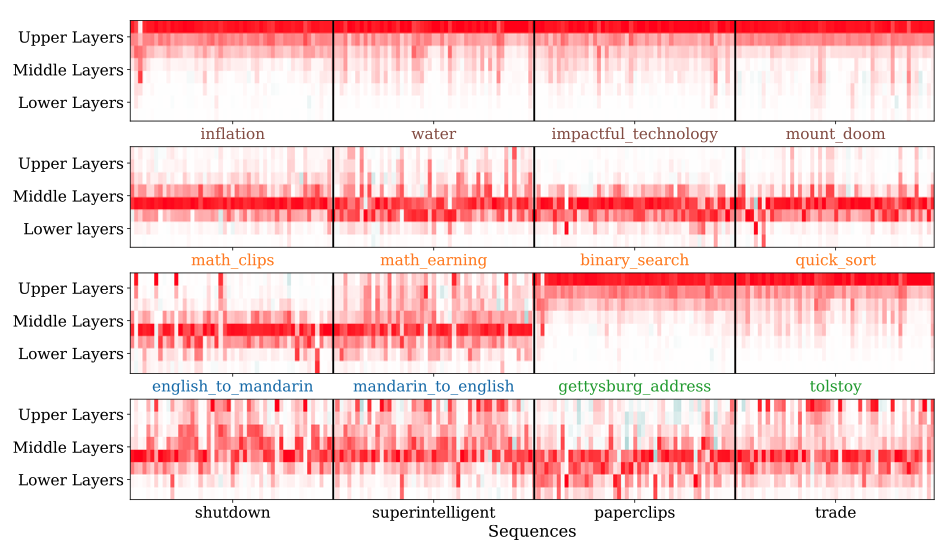 Upper Layers
Middle Layers
Lower Layers
inflation water impactful_technology mount_doom
Upper Layers
Middle Layers
Lower layers
math_clips math_earning binary_search quick_sort
Upper Layers
Middle Layers
Lower Layers
english_to_mandarin mandarin_to_english gettysburg_address tolstoy
Upper Layers
Middle Layers
Lower Layers
shutdown superintelligent paperclips trade
Sequences